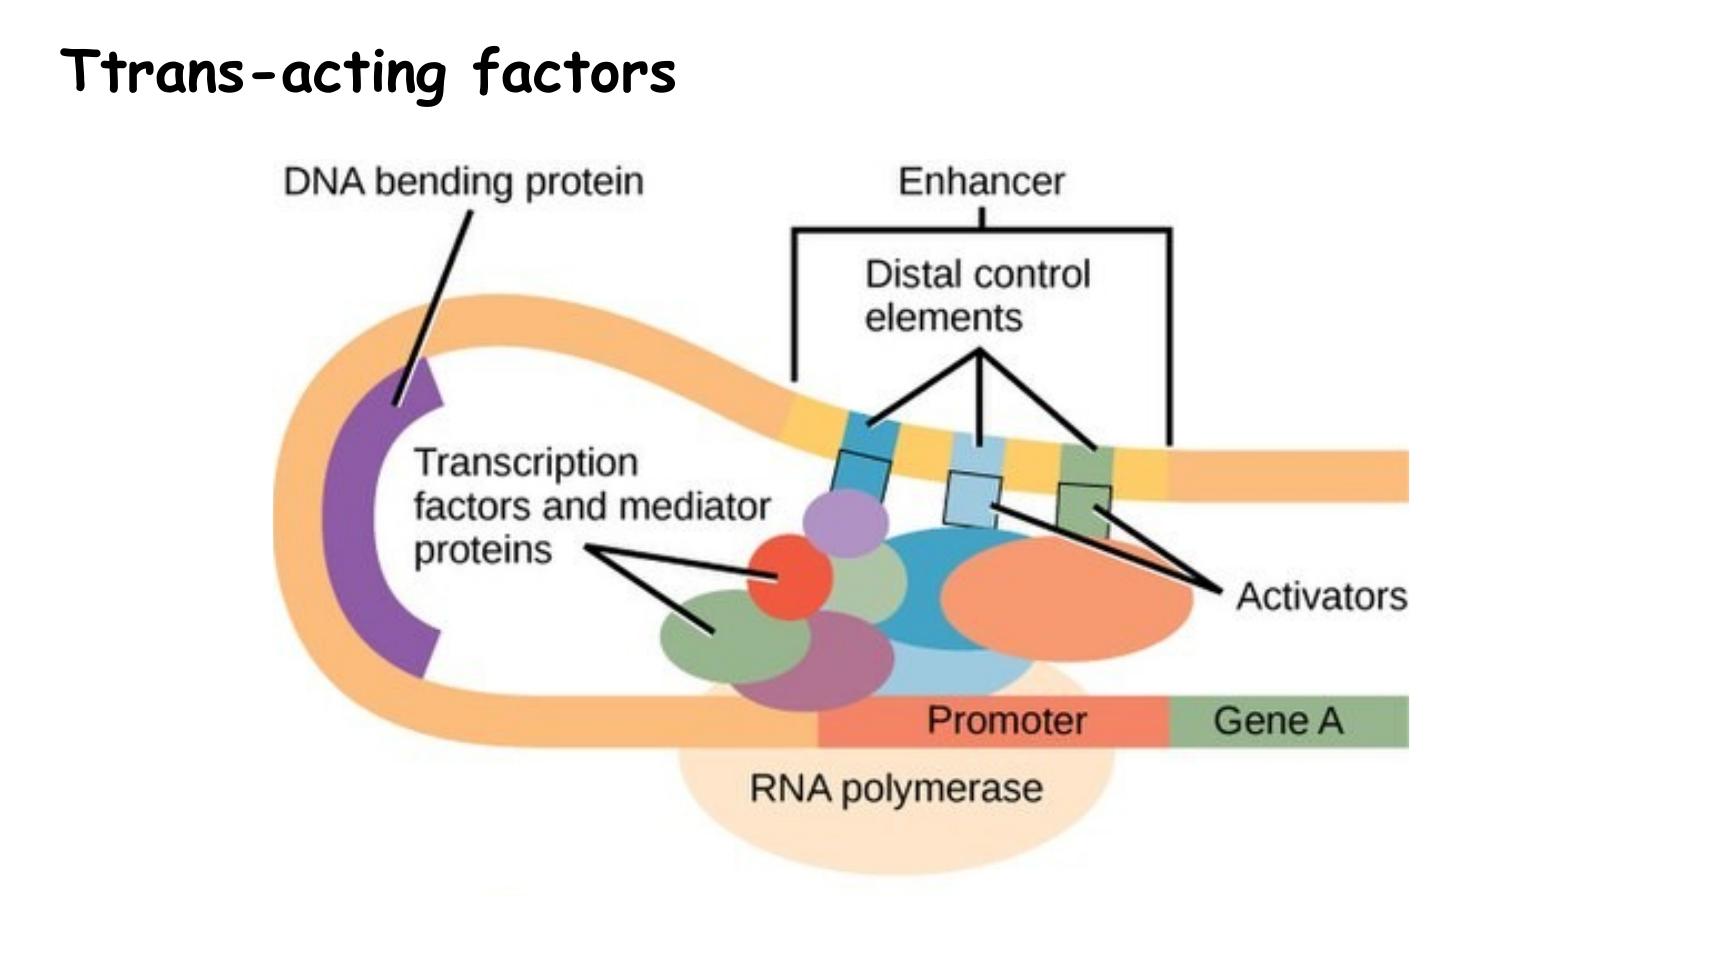 Ttrans-acting factors
DNA bending protein
Enhancer
Distal control
elements
Transcription
factors and mediator
proteins
Activators
Promoter
Gene A
RNA polymerase